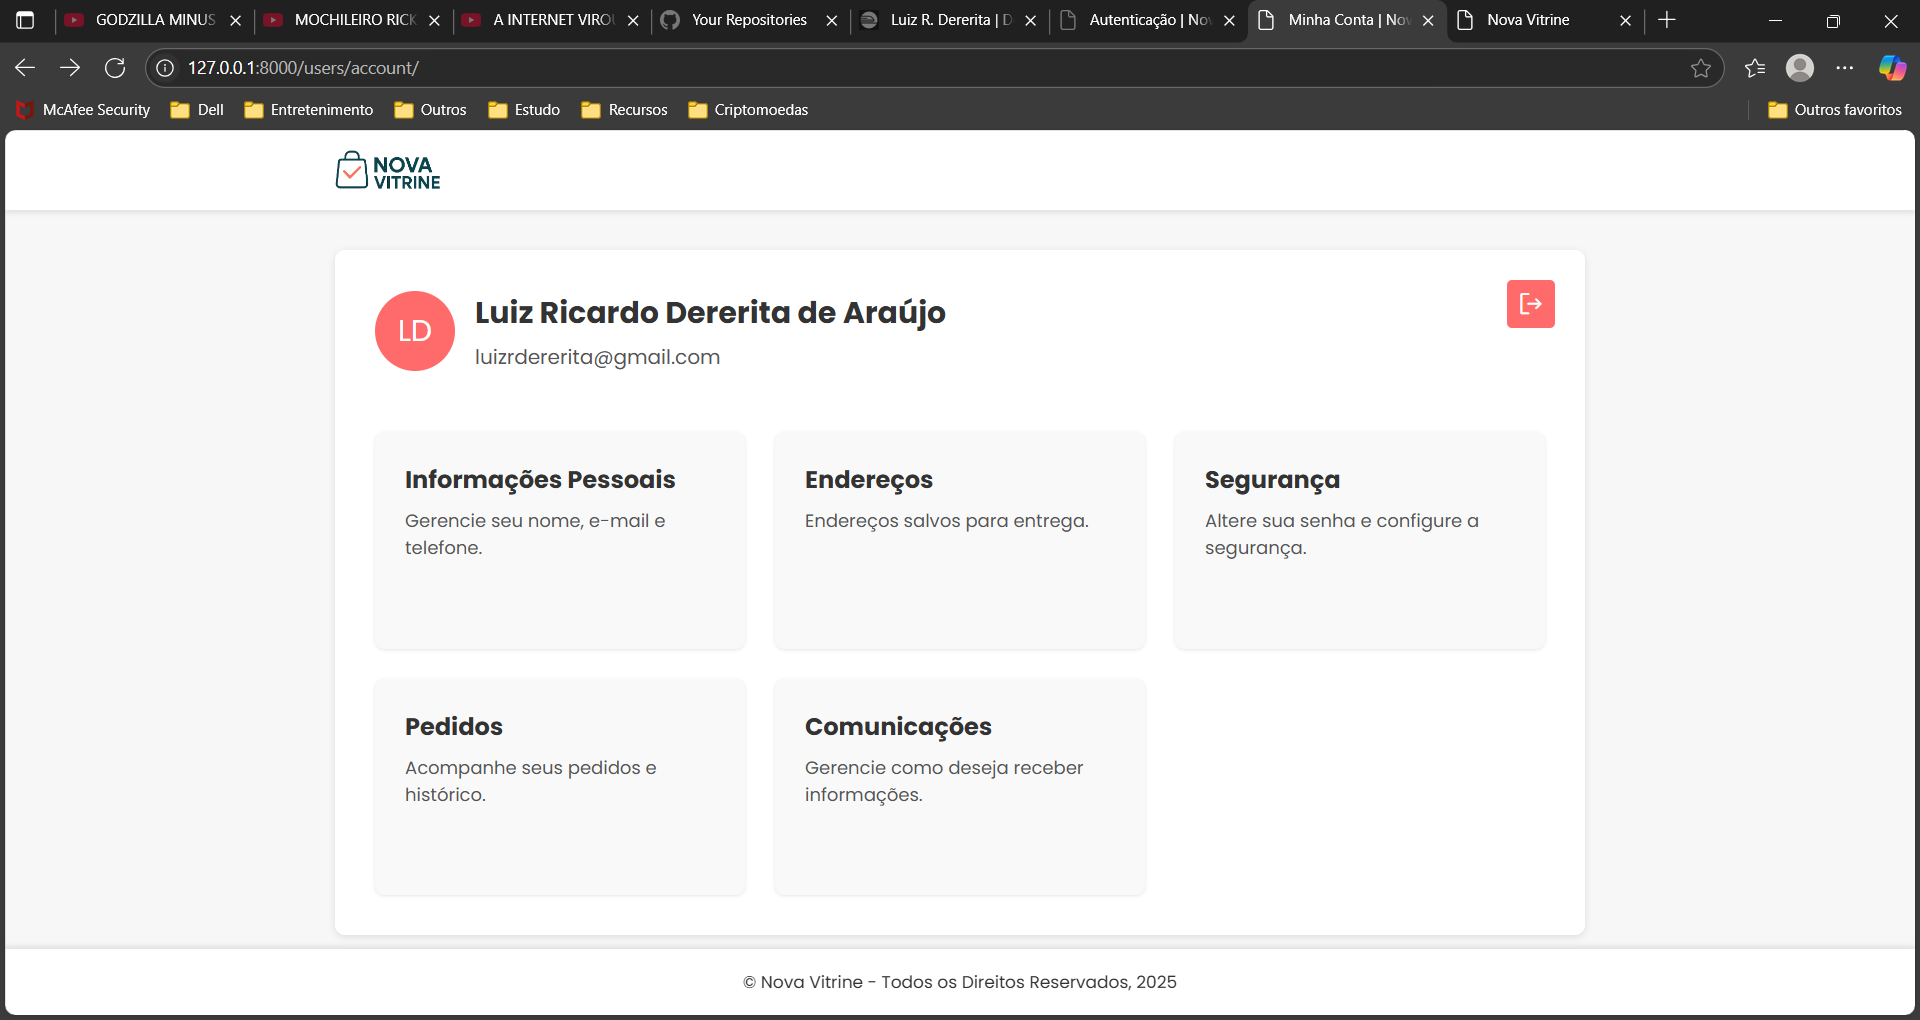 GODZILLA MINUS
MOCHILEIRO RICK
A INTERNET VIROU
Your Repositories
Luiz R. Dererita | D
Autenticação | Nov
Minha Conta | Nov
Nova Vitrine
127.0.0.1:8000/users/account/
McAfee Security
Dell
Entretenimento
Outros
Estudo
Recursos
Criptomoedas
Outros favoritos
NOVA
VITRINE
LD
Luiz Ricardo Dererita de Araújo
luizrdererita@gmail.com
Informações Pessoais
Gerencie seu nome, e-mail e
telefone.
Endereços
Endereços salvos para entrega.
Segurança
Altere sua senha e configure a
segurança.
Pedidos
Acompanhe seus pedidos e
histórico.
Comunicações
Gerencie como deseja receber
informações.
© Nova Vitrine - Todos os Direitos Reservados, 2025